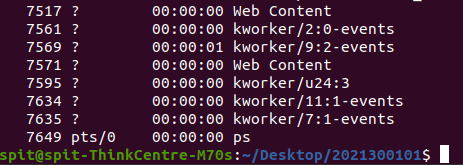 7517 ? 00:00:00 Web Content
7561 ? 00:00:00 kworker/2:0-events
7569 ? 00:00:01 kworker/9:2-events
7571 ? 00:00:00 Web Content
7595 ? 00:00:00 kworker/u24:3
7634 ? 00:00:00 kworker/11:1-events
7635 ? 00:00:00 kworker/7:1-events
7649 pts/0 00:00:00 ps
spit@spit-ThinkCentre-M70s:~/Desktop/2021300101$